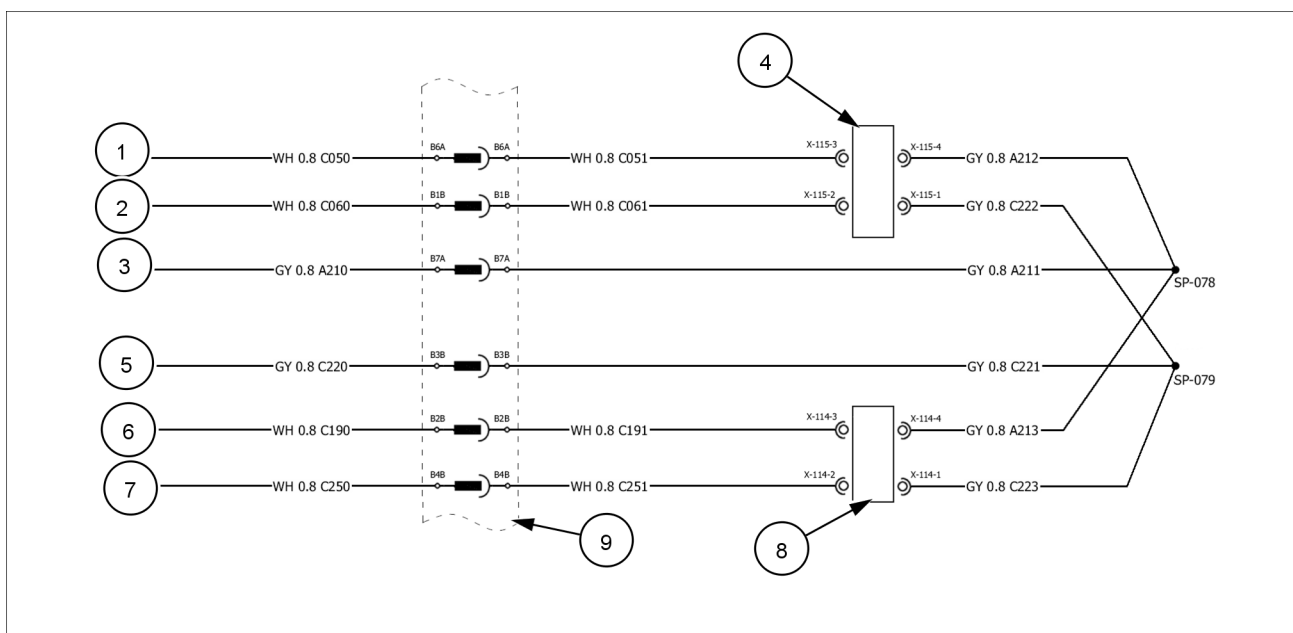 4
1 WH 0.8 C050 B6A B6A WH 0.8 C051 X-115-3 X-115-4 GY 0.8 A212
2 WH 0.8 C060 B1B B1B WH 0.8 C061 X-115-2 X-115-1 GY 0.8 C222
3 GY 0.8 A210 B7A B7A GY 0.8 A211
SP-078
5 GY 0.8 C220 B3B B3B GY 0.8 C221
SP-079
6 WH 0.8 C190 B2B B2B WH 0.8 C191 X-114-3 X-114-4 GY 0.8 A213
7 WH 0.8 C250 B4B B4B WH 0.8 C251 X-114-2 X-114-1 GY 0.8 C223
9 8